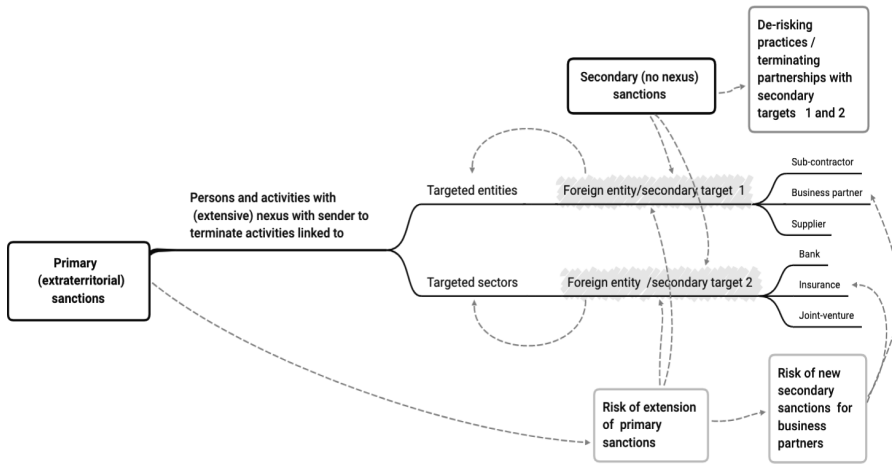 De-risking
practices /
terminating
partnerships with
secondary
targets 1 and 2
Secondary (no nexus)
sanctions
Sub-contractor
Business partner
Supplier
Targeted entities
Foreign entity/secondary target 1
Persons and activities with
(extensive) nexus with sender to
terminate activities linked to
Primary
(extraterritorial)
sanctions
Bank
Insurance
Joint-venture
Targeted sectors
Foreign entity /secondary target 2
Risk of extension
of primary
sanctions
Risk of new
secondary
sanctions for
business
partners